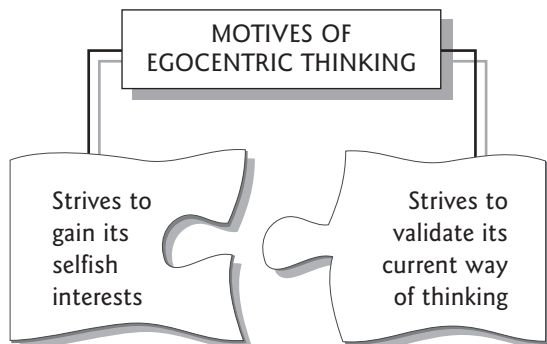 MOTIVES OF
EGOCENTRIC THINKING
Strives to
gain its
selfish
interests
Strives to
validate its
current way
of thinking